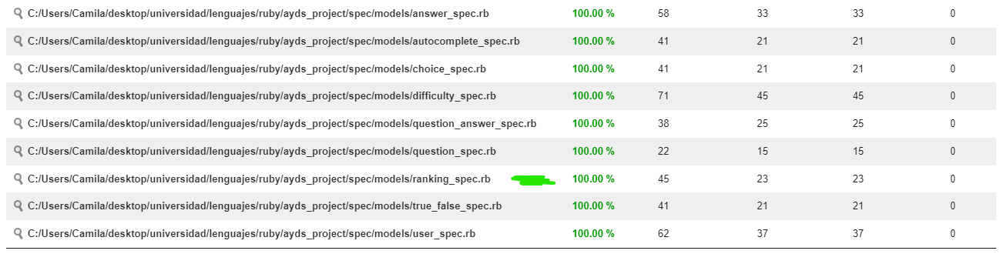 C:/Users/Camila/desktop/universidad/lenguajes/ruby/ayds_project/spec/models/answer_spec.rb 100.00 % 58 33 33 0
C:/Users/Camila/desktop/universidad/lenguajes/ruby/ayds_project/spec/models/autocomplete_spec.rb 100.00 % 41 21 21 0
C:/Users/Camila/desktop/universidad/lenguajes/ruby/ayds_project/spec/models/choice_spec.rb 100.00 % 41 21 21 0
C:/Users/Camila/desktop/universidad/lenguajes/ruby/ayds_project/spec/models/difficulty_spec.rb 100.00 % 71 45 45 0
C:/Users/Camila/desktop/universidad/lenguajes/ruby/ayds_project/spec/models/question_answer_spec.rb 100.00 % 38 25 25 0
C:/Users/Camila/desktop/universidad/lenguajes/ruby/ayds_project/spec/models/question_spec.rb 100.00 % 22 15 15 0
C:/Users/Camila/desktop/universidad/lenguajes/ruby/ayds_project/spec/models/ranking_spec.rb 100.00 % 45 23 23 0
C:/Users/Camila/desktop/universidad/lenguajes/ruby/ayds_project/spec/models/true_false_spec.rb 100.00 % 41 21 21 0
C:/Users/Camila/desktop/universidad/lenguajes/ruby/ayds_project/spec/models/user_spec.rb 100.00 % 62 37 37 0